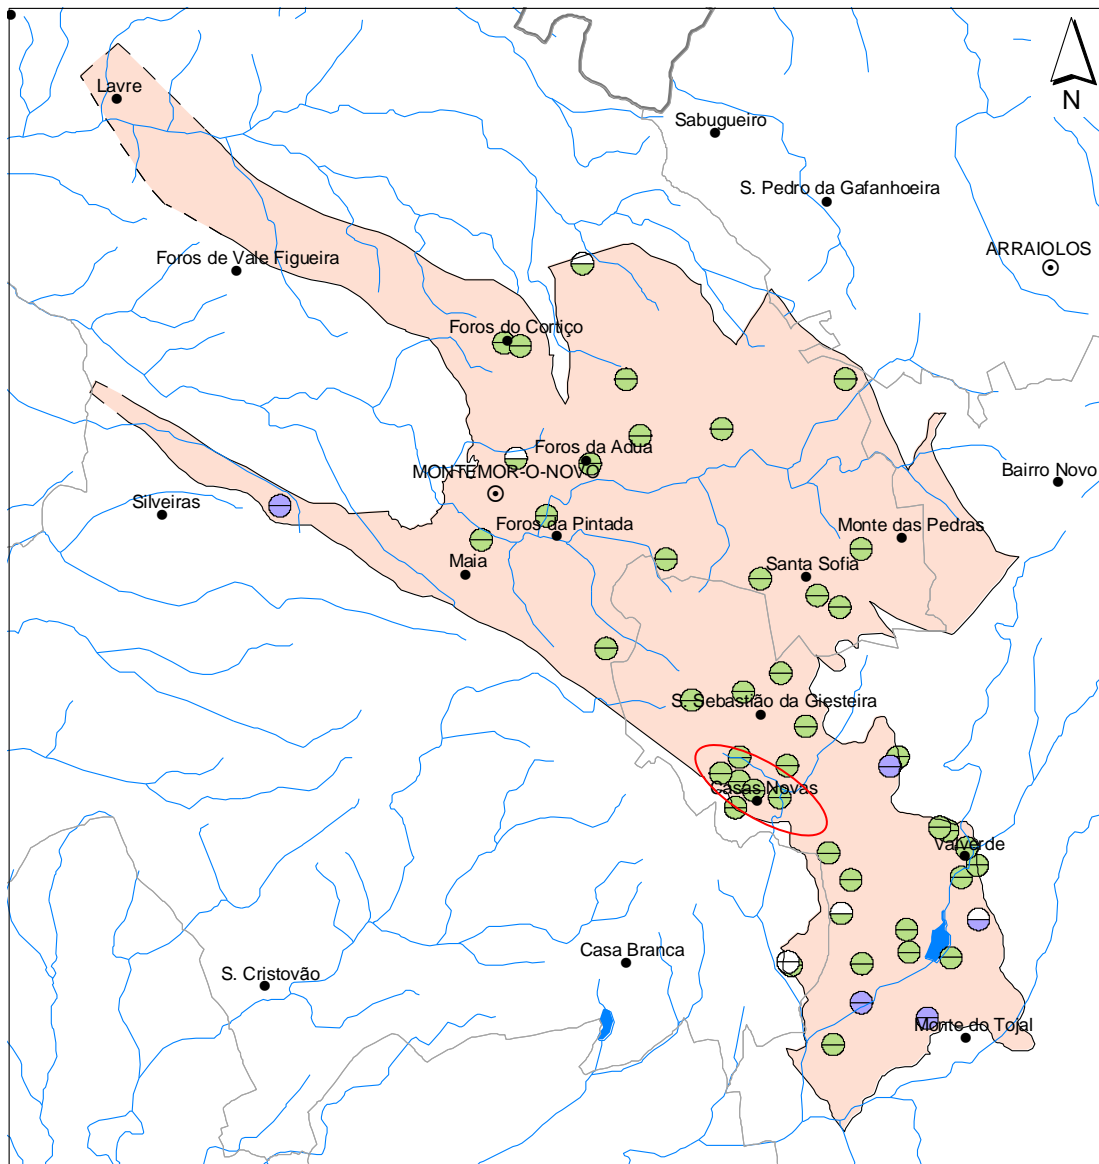 Lavre
N
Sabugueiro
S. Pedro da Gafanhoeira
ARRAIOLOS
Foros de Vale Figueira
Foros do Cortiço
Foros da Adua
MONTEMOR-O-NOVO
Bairro Novo
Silveiras
Foros da Pintada
Monte das Pedras
Maia
Santa Sofia
S. Sebastião da Giesteira
Casas Novas
Valverde
Casa Branca
S. Cristovão
Monte do Tojal